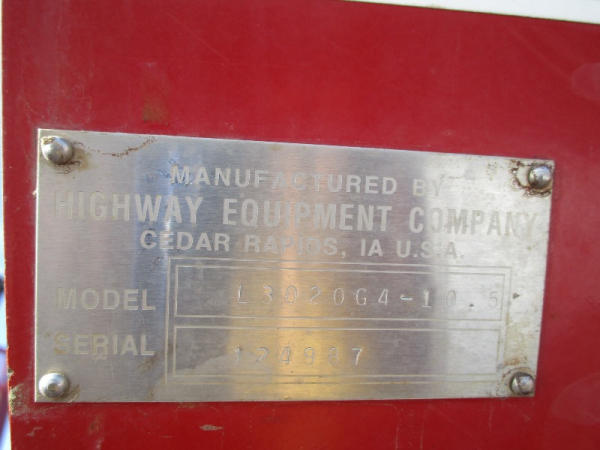 MANUFACTURED BY
HIGHWAY EQUIPMENT COMPANY
CEDAR RAPIDS, IA U.S.A.
MODEL L3020G4-10.5
SERIAL